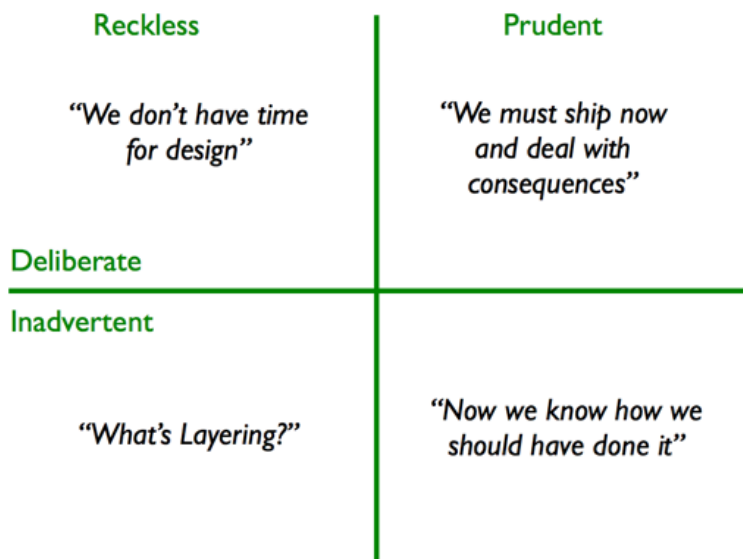 Reckless
Prudent
“We don’t have time
for design”
“We must ship now
and deal with
consequences”
Deliberate
Inadvertent
“What’s Layering?”
“Now we know how we
should have done it”